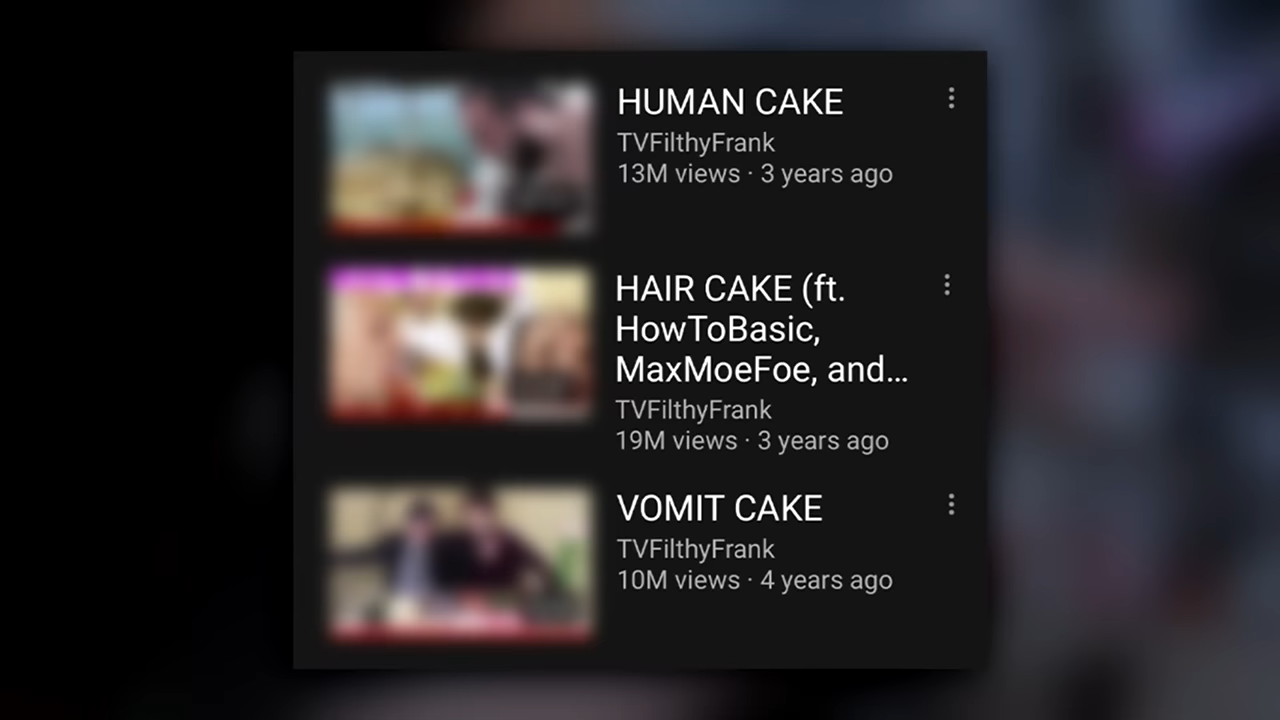 HUMAN CAKE
TVFilthyFrank
13M views · 3 years ago
HAIR CAKE (ft.
HowToBasic,
MaxMoeFoe, and…
TVFilthyFrank
19M views · 3 years ago
VOMIT CAKE
TVFilthyFrank
10M views · 4 years ago